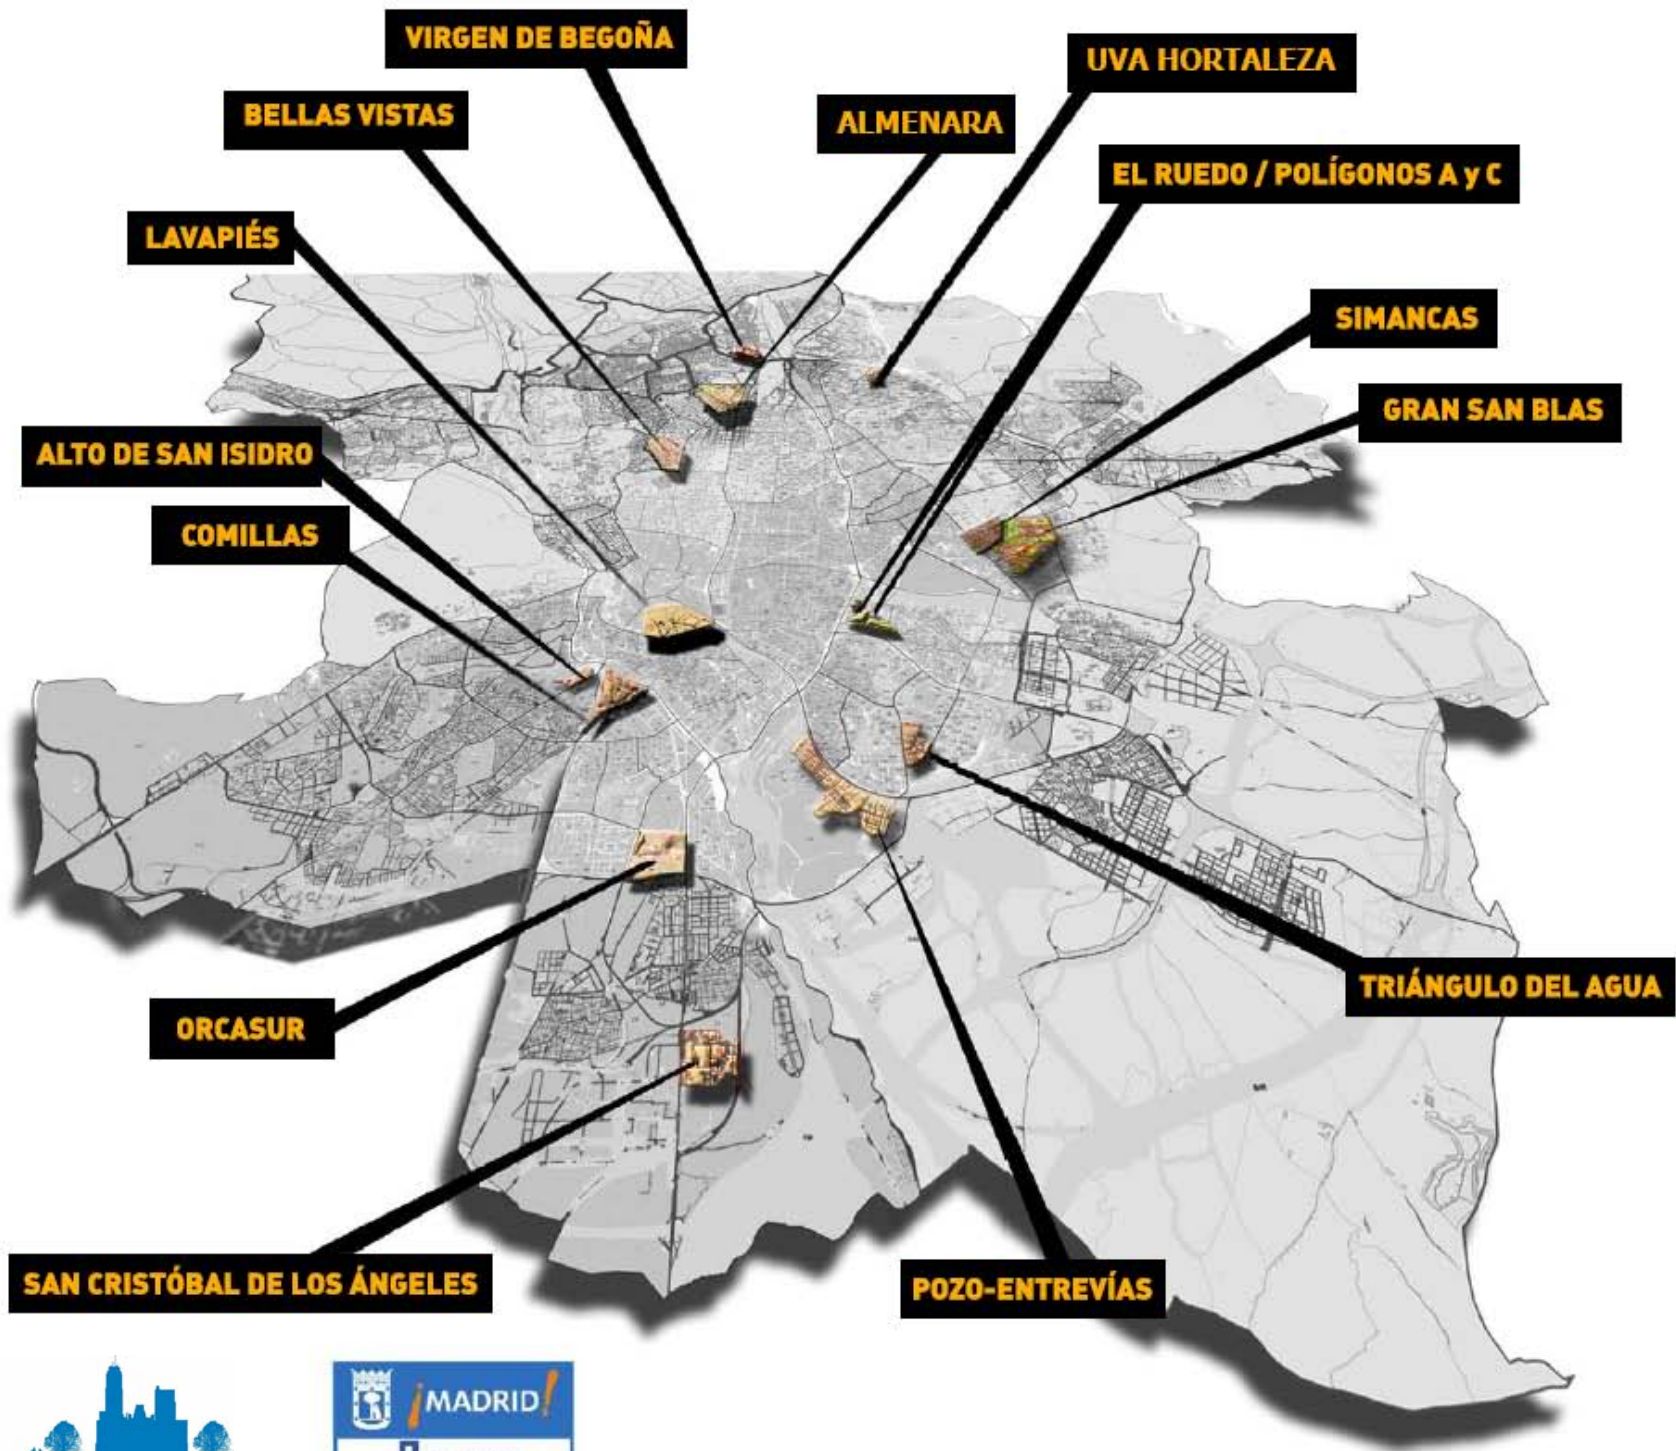 VIRGEN DE BEGOÑA
UVA HORTALEZA
BELLAS VISTAS
ALMENARA
EL RUEDO / POLÍGONOS A y C
LAVAPIÉS
SIMANCAS
GRAN SAN BLAS
ALTO DE SAN ISIDRO
COMILLAS
TRIÁNGULO DEL AGUA
ORCASUR
SAN CRISTÓBAL DE LOS ÁNGELES
POZO-ENTREVÍAS
¡MADRID!